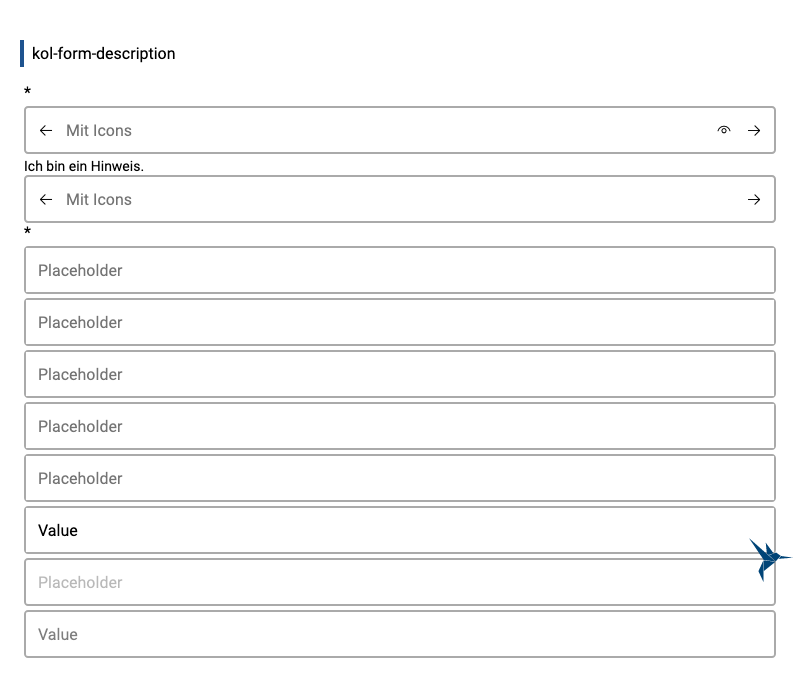 kol-form-description
*
Mit Icons
Ich bin ein Hinweis.
Mit Icons
*
Placeholder
Placeholder
Placeholder
Placeholder
Placeholder
Value
Placeholder
Value